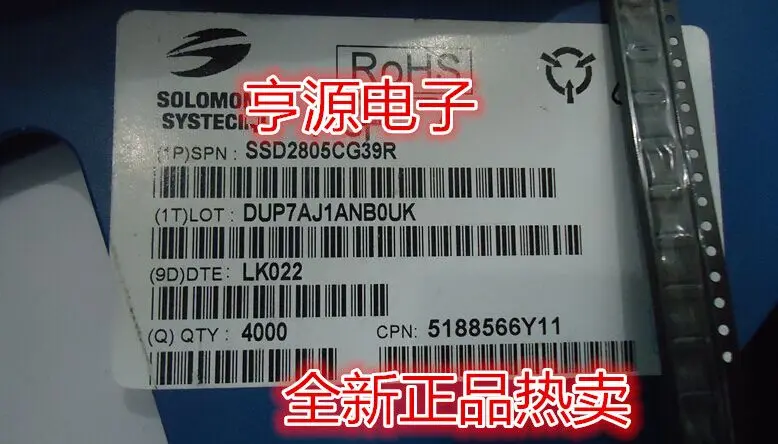 RoHS
SOLOMON
SYSTECH
亨源电子
(1P)SPN : SSD2805CG39R
(1T)LOT : DUP7AJ1ANB0UK
(9D)DTE: LK022
(Q) QTY : 4000
CPN: 5188566Y11
全新正品热卖